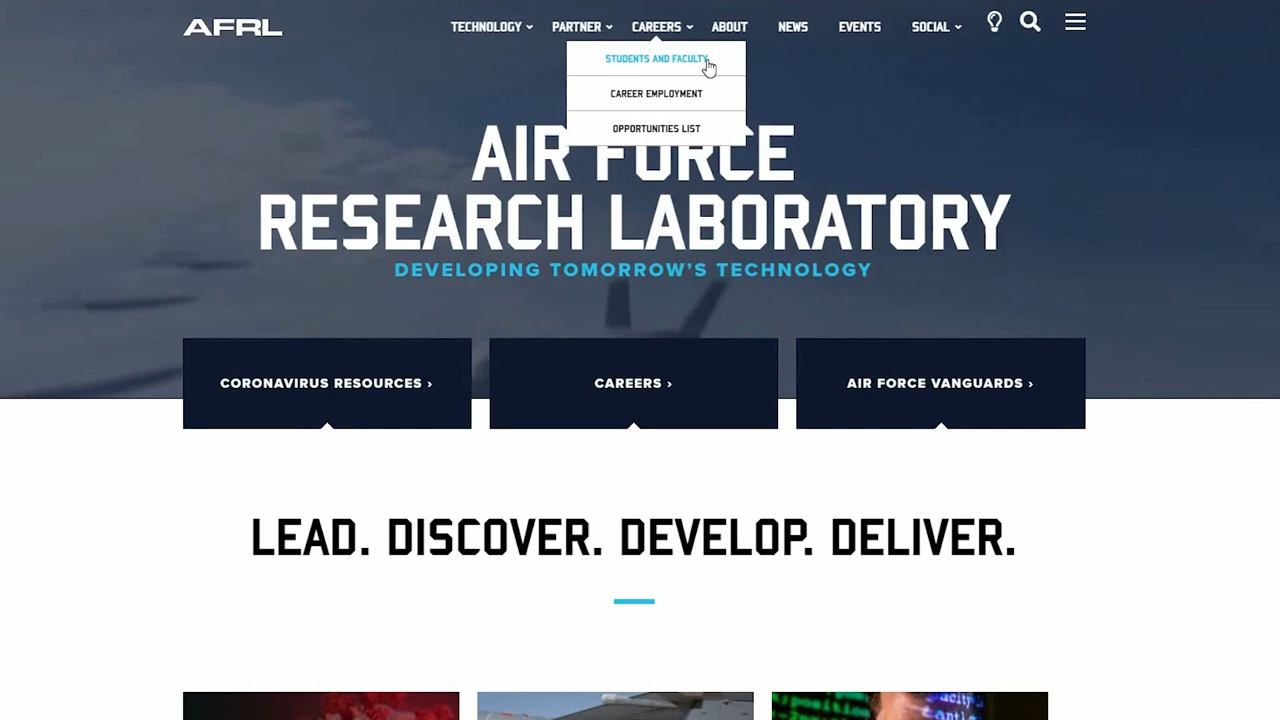 AFRL
TECHNOLOGY PARTNER CAREERS ABOUT NEWS EVENTS SOCIAL
STUDENTS AND FACULTY
CAREER EMPLOYMENT
OPPORTUNITIES LIST
AIR FORCE
RESEARCH LABORATORY
DEVELOPING TOMORROW'S TECHNOLOGY
CORONAVIRUS RESOURCES ›
CAREERS ›
AIR FORCE VANGUARDS ›
LEAD. DISCOVER. DEVELOP. DELIVER.